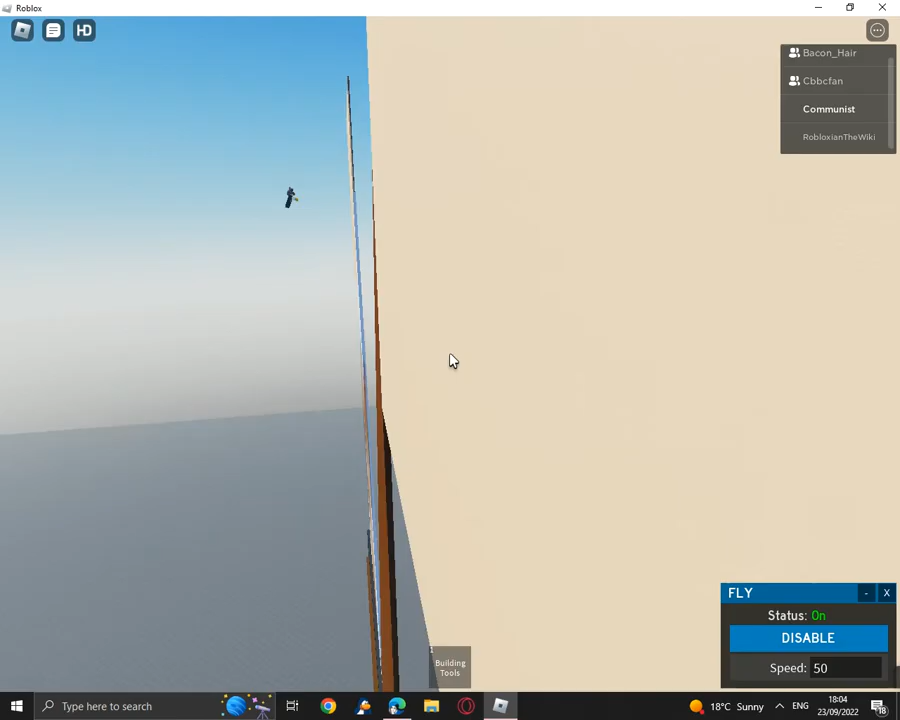 Roblox
HD
Bacon_Hair
Cbbcfan
Communist
RobloxianTheWiki
FLY
-
X
Status: On
DISABLE
Speed: 50
1
Building
Tools
Type here to search
18°C Sunny
ENG
18:04
23/09/2022
18